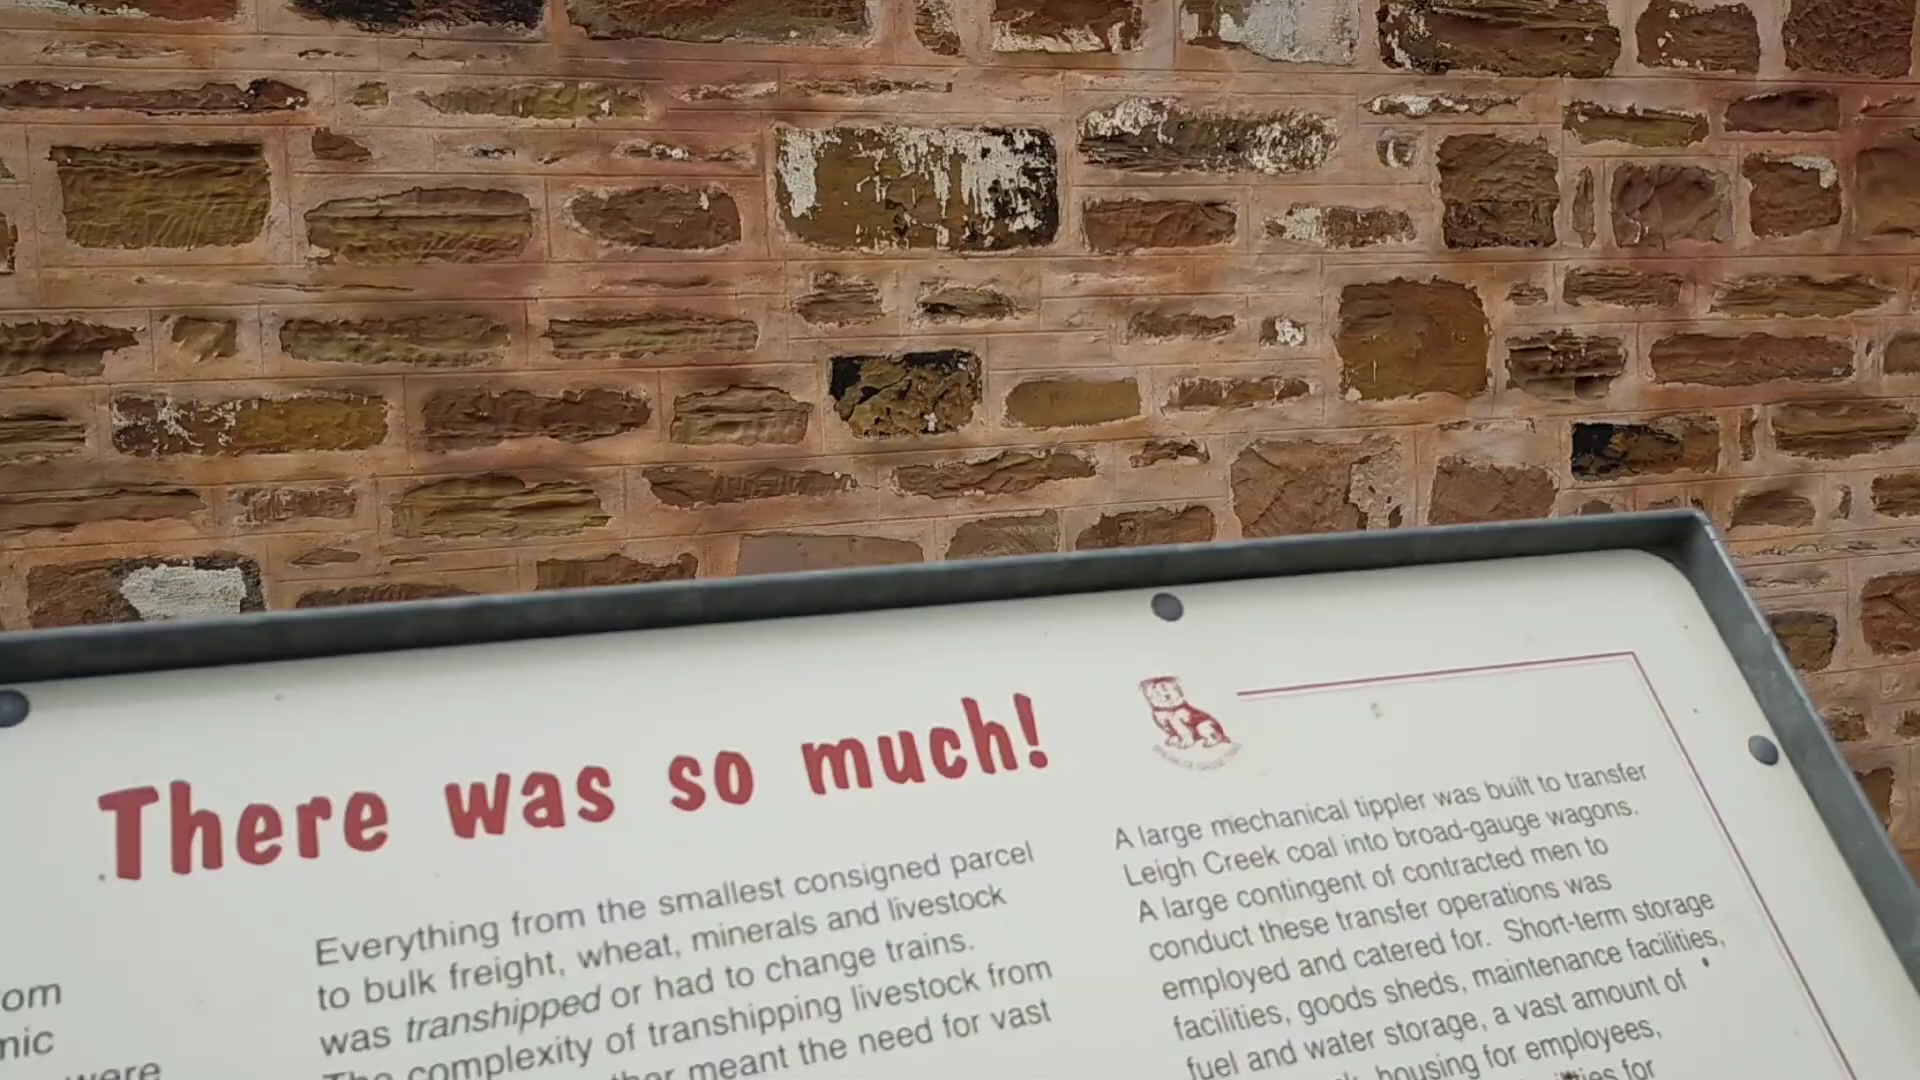 There was so much!
om
mic
were
Everything from the smallest consigned parcel
to bulk freight, wheat, minerals and livestock
was transhipped or had to change trains.
The complexity of transhipping livestock from
meant the need for vast
A large mechanical tippler was built to transfer
Leigh Creek coal into broad-gauge wagons.
A large contingent of contracted men to
conduct these transfer operations was
employed and catered for. Short-term storage
facilities, goods sheds, maintenance facilities,
fuel and water storage, a vast amount of
housing for employees,
for